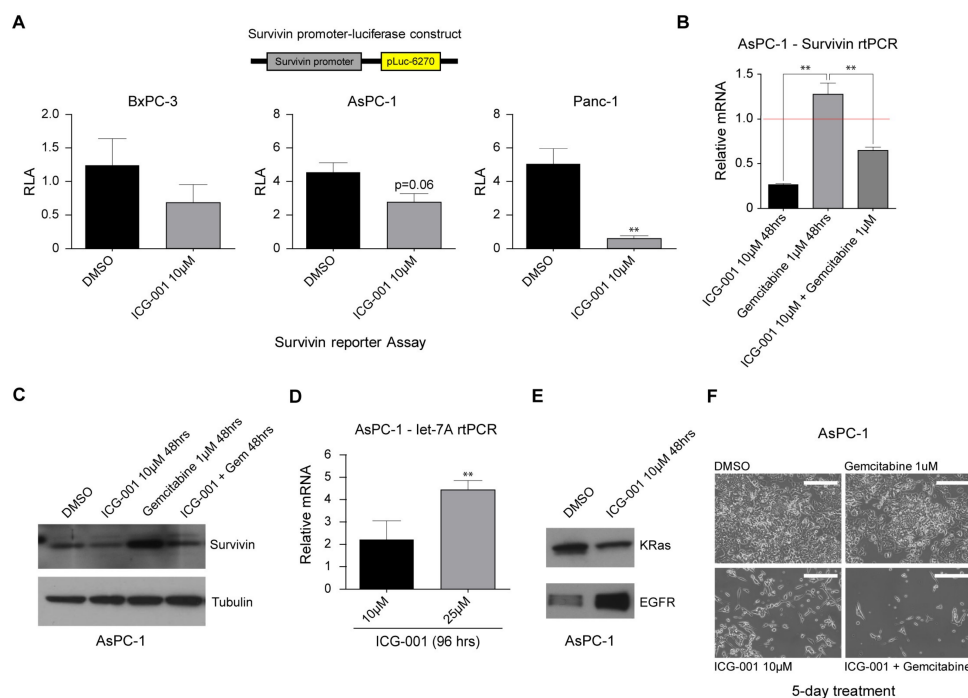 A
Survivin promoter-luciferase construct
Survivin promoter
pLuc-6270
BxPC-3
RLA
2.0
1.5
1.0
0.5
0
DMSO
ICG-001 10µM
AsPC-1
RLA
8
6
4
2
0
p=0.06
DMSO
ICG-001 10µM
Panc-1
RLA
8
6
4
2
0
**
DMSO
ICG-001 10µM
Survivin reporter Assay
B
AsPC-1 - Survivin rtPCR
Relative mRNA
1.5
1.0
0.5
0
** **
ICG-001 10µM 48hrs
Gemcitabine 1µM 48hrs
ICG-001 10µM + Gemcitabine 1µM
C
DMSO
ICG-001 10µM 48hrs
Gemcitabine 1µM 48hrs
ICG-001 + Gem 48hrs
Survivin
Tubulin
AsPC-1
D
AsPC-1 - let-7A rtPCR
Relative mRNA
6
5
4
3
2
1
0
**
10µM
25µM
ICG-001 (96 hrs)
E
DMSO
ICG-001 10µM 48hrs
KRas
EGFR
AsPC-1
F
AsPC-1
DMSO
Gemcitabine 1uM
ICG-001 10µM
ICG-001 + Gemcitabine
5-day treatment